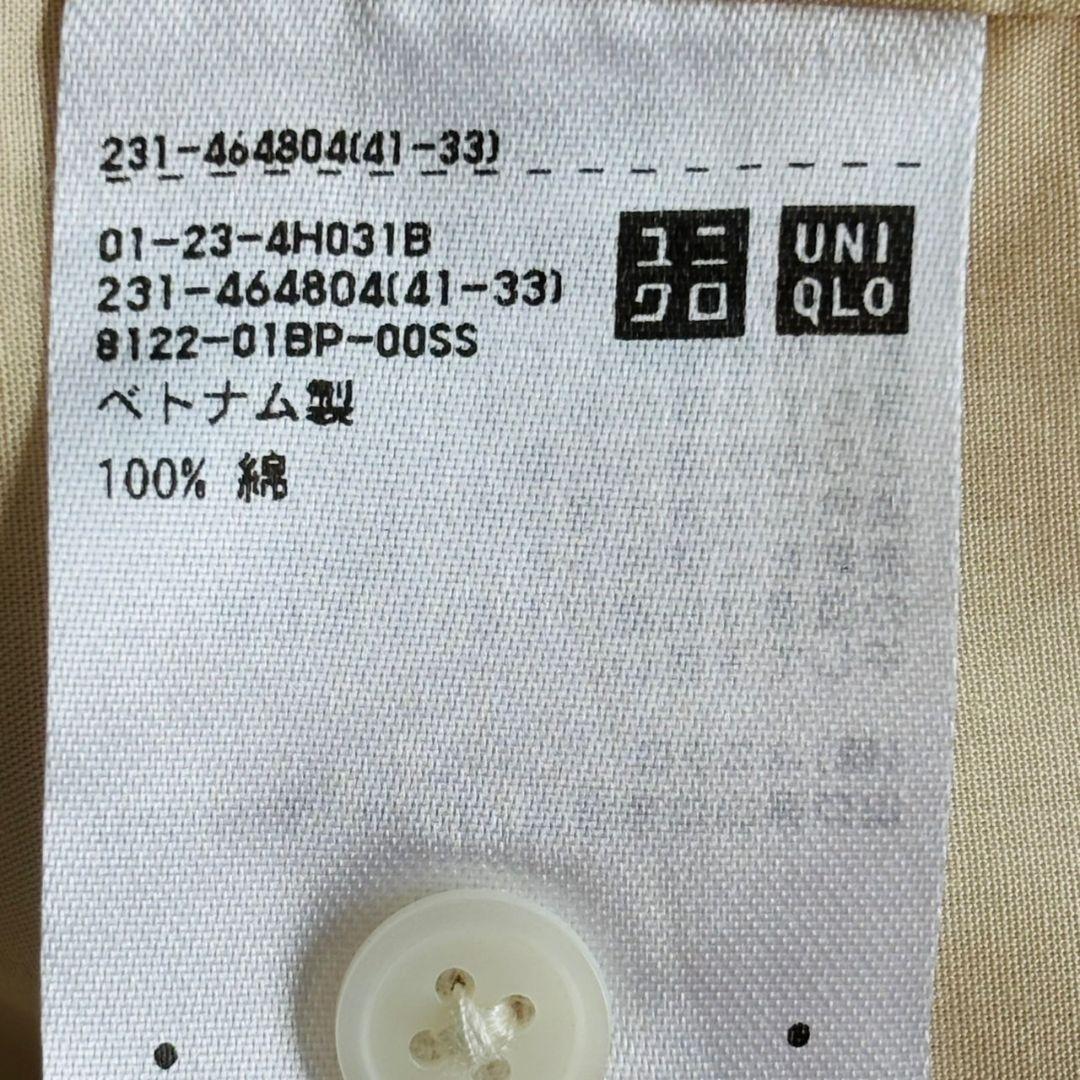 231-464804(41-33)
01-23-4H031B
231-464804(41-33)
8122-01BP-00SS
ベトナム製
100% 綿
ユニ
クロ
UNI
QLO